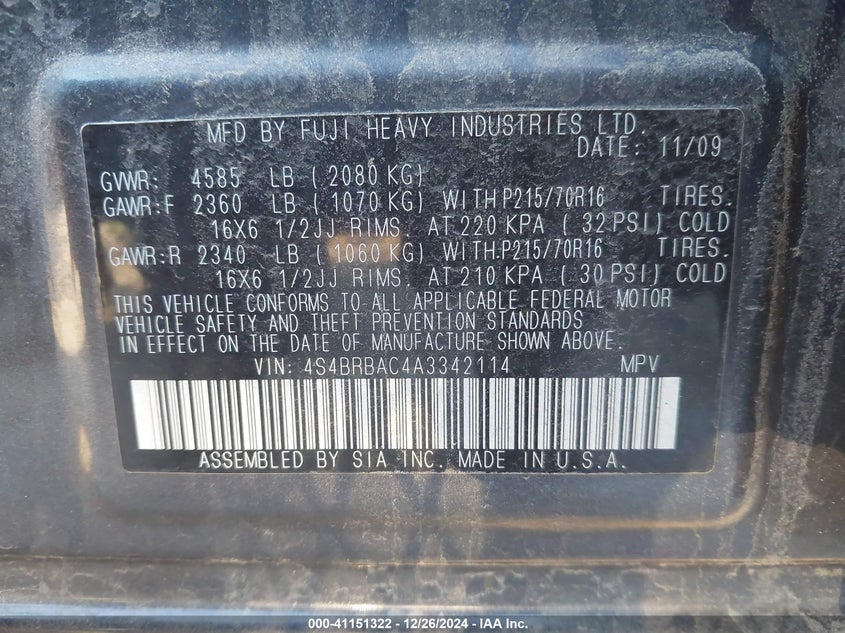 MFD BY FUJI HEAVY INDUSTRIES LTD.
DATE: 11/09
GVWR: 4585 LB ( 2080 KG)
GAWR:F 2360 LB ( 1070 KG) WITH P215/70R16 TIRES.
16X6 1/2JJ RIMS. AT 220 KPA ( 32 PSI) COLD
GAWR:R 2340 LB ( 1060 KG) WITH.P215/70R16 TIRES.
16X6 1/2JJ RIMS. AT 210 KPA ( 30 PSI) COLD
THIS VEHICLE CONFORMS TO ALL APPLICABLE FEDERAL MOTOR
VEHICLE SAFETY AND THEFT PREVENTION STANDARDS
IN EFFECT ON THE DATE OF MANUFACTURE SHOWN ABOVE.
VIN: 4S4BRBAC4A3342114 MPV
ASSEMBLED BY SIA INC. MADE IN U.S.A.
000-41151322 - 12/26/2024 - IAA Inc.